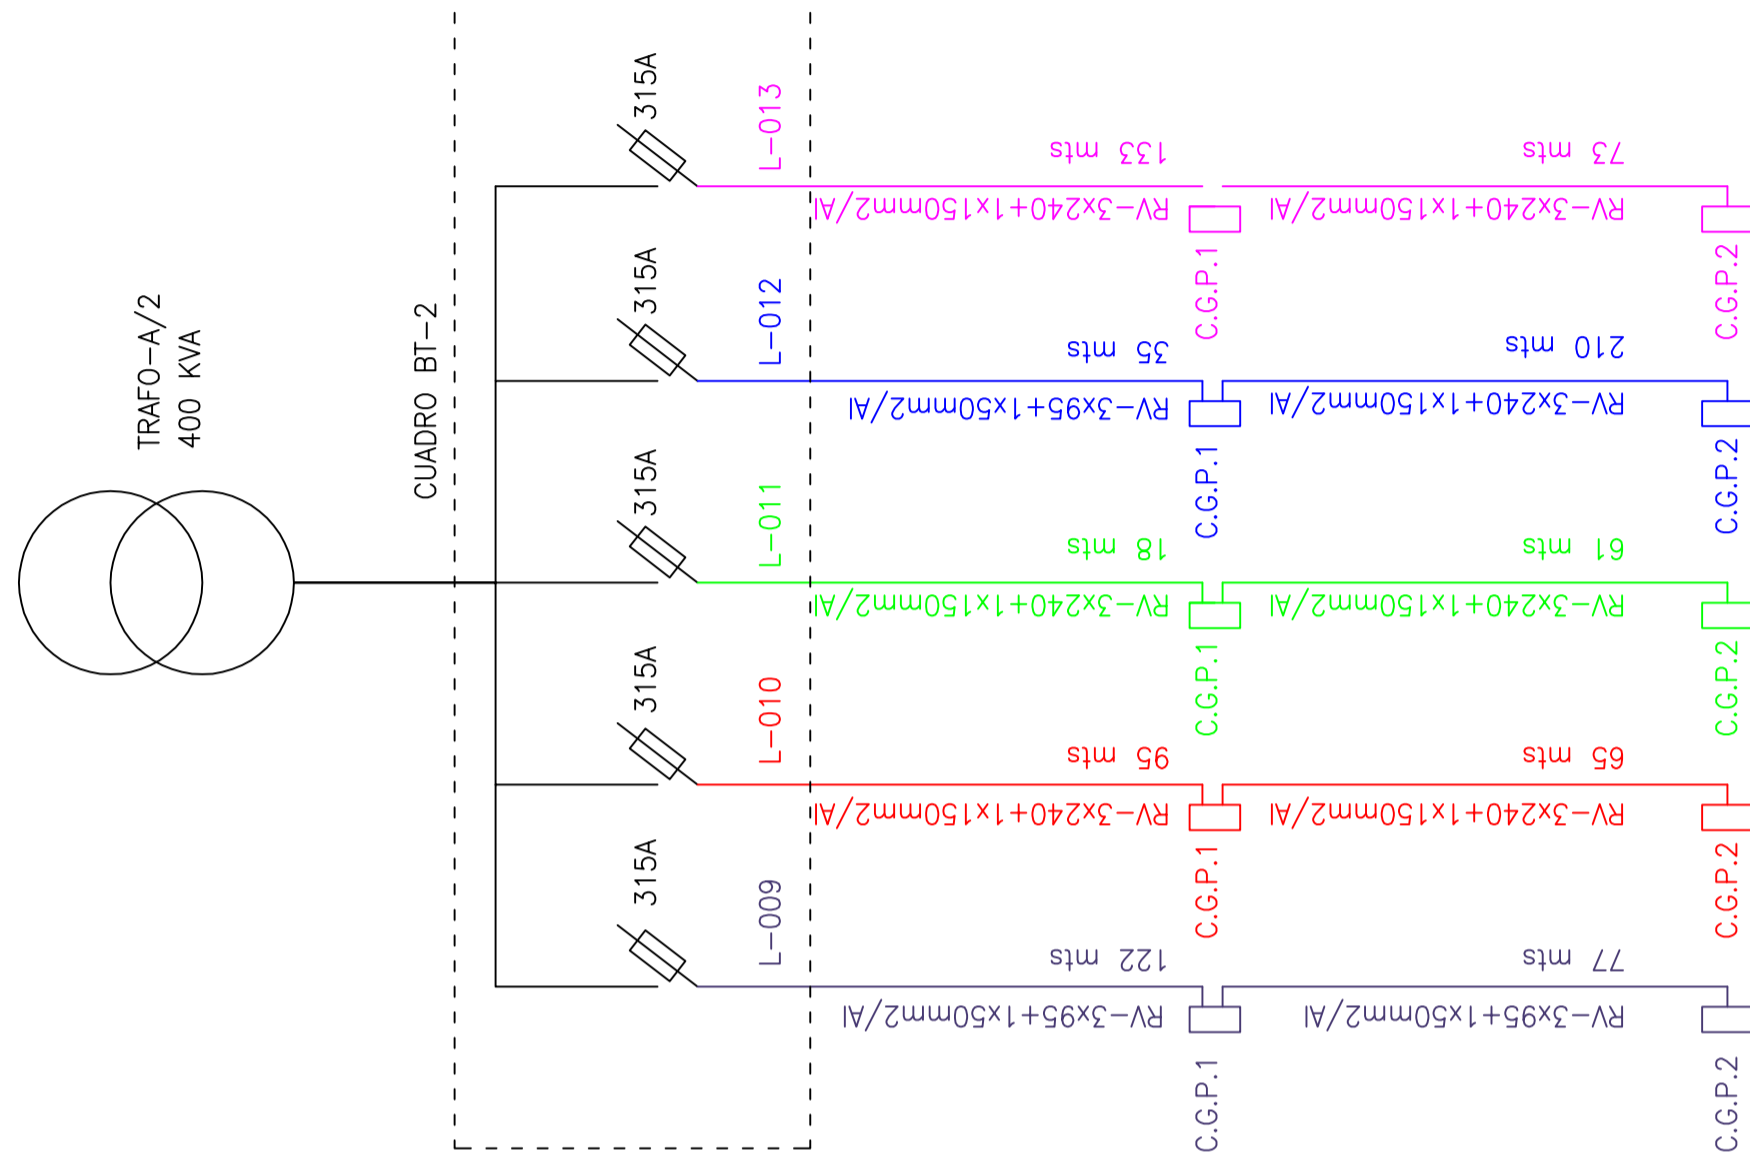 TRAFO-A/2
400 KVA
CUADRO BT-2
315A
L-009
122 mts
RV-3x95+1x50mm2/Al
C.G.P.1
77 mts
RV-3x95+1x50mm2/Al
C.G.P.2
315A
L-010
95 mts
RV-3x240+1x150mm2/Al
C.G.P.1
65 mts
RV-3x240+1x150mm2/Al
C.G.P.2
315A
L-011
18 mts
RV-3x240+1x150mm2/Al
C.G.P.1
61 mts
RV-3x240+1x150mm2/Al
C.G.P.2
315A
L-012
35 mts
RV-3x95+1x50mm2/Al
C.G.P.1
210 mts
RV-3x240+1x150mm2/Al
C.G.P.2
315A
L-013
133 mts
RV-3x240+1x150mm2/Al
C.G.P.1
73 mts
RV-3x240+1x150mm2/Al
C.G.P.2